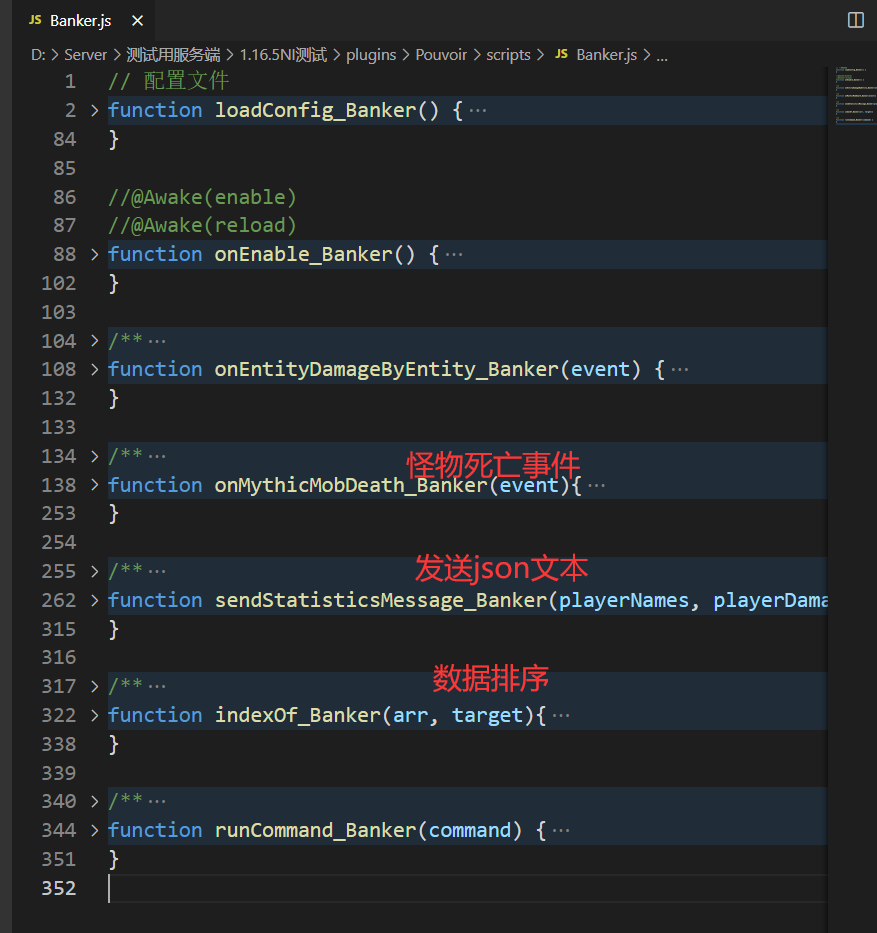 JS Banker.js ×
D: > Server > 测试用服务端 > 1.16.5NI测试 > plugins > Pouvoir > scripts > JS Banker.js > ...
1 // 配置文件
2 > function loadConfig_Banker() { ···
84 }
85
86 //@Awake(enable)
87 //@Awake(reload)
88 > function onEnable_Banker() { ···
102 }
103
104 > /** ···
108 > function onEntityDamageByEntity_Banker(event) { ···
132 }
133
134 > /** ···
怪物死亡事件
138 > function onMythicMobDeath_Banker(event){ ···
253 }
254
发送json文本
255 > /** ···
262 > function sendStatisticsMessage_Banker(playerNames, playerDama
315 }
316
数据排序
317 > /** ···
322 > function indexOf_Banker(arr, target){ ···
338 }
339
340 > /** ···
344 > function runCommand_Banker(command) { ···
351 }
352